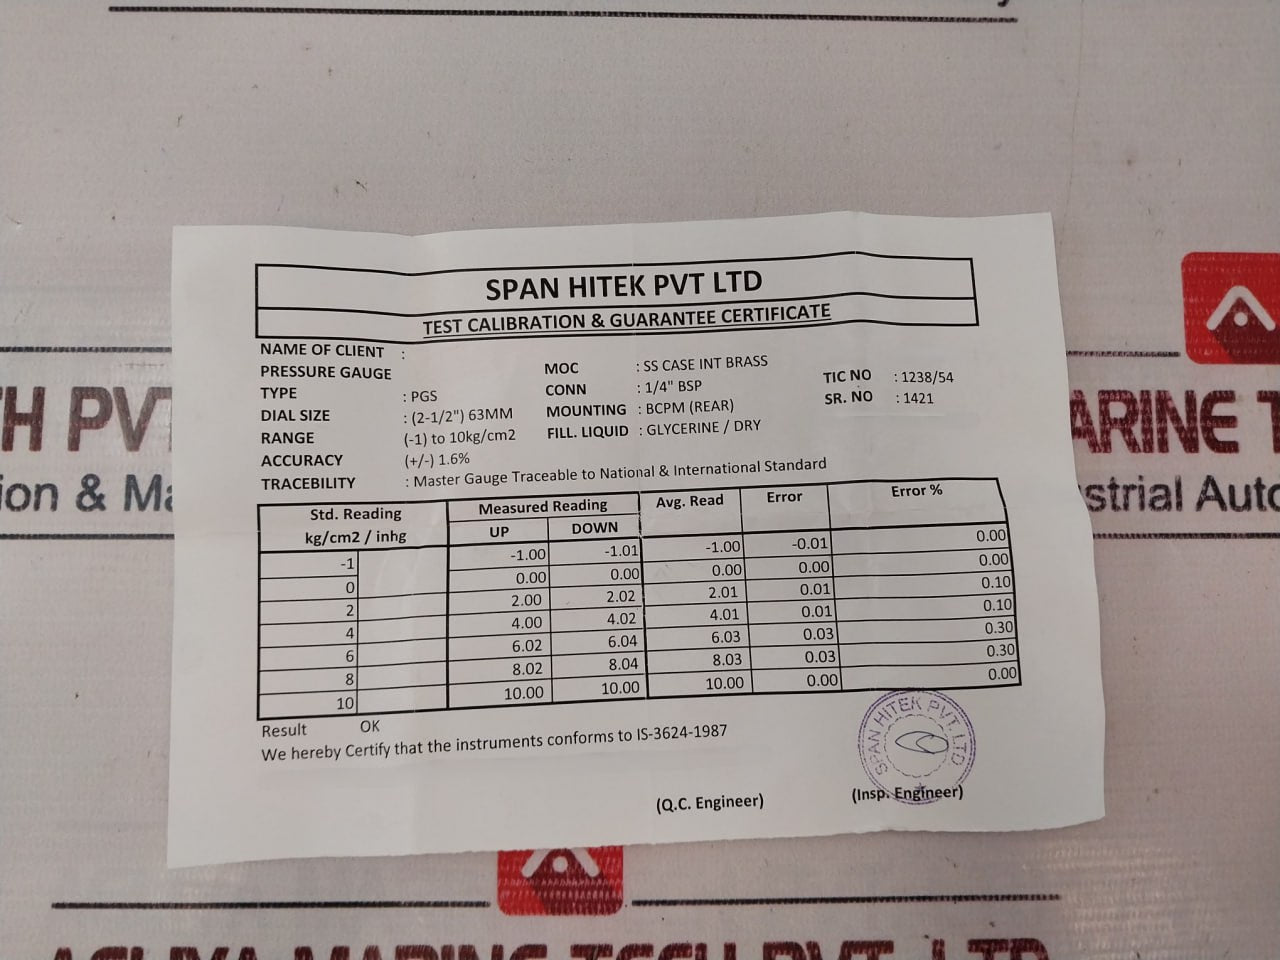 SPAN HITEK PVT LTD
TEST CALIBRATION & GUARANTEE CERTIFICATE
NAME OF CLIENT :
PRESSURE GAUGE
TYPE : PGS
DIAL SIZE : (2-1/2") 63MM
RANGE (-1) to 10kg/cm2
ACCURACY (+/-) 1.6%
TRACEBILITY : Master Gauge Traceable to National & International Standard
MOC : SS CASE INT BRASS
CONN : 1/4" BSP
MOUNTING : BCPM (REAR)
FILL. LIQUID : GLYCERINE / DRY
TIC NO : 1238/54
SR. NO : 1421
Std. Reading kg/cm2 / inhg Measured Reading UP DOWN Avg. Read Error Error %
-1 -1.00 -1.01 -1.00 -0.01 0.00
0 0.00 0.00 0.00 0.00 0.00
2 2.00 2.02 2.01 0.01 0.10
4 4.00 4.02 4.01 0.01 0.10
6 6.02 6.04 6.03 0.03 0.30
8 8.02 8.04 8.03 0.03 0.30
10 10.00 10.00 10.00 0.00 0.00
Result OK
We hereby Certify that the instruments conforms to IS-3624-1987
SPAN HITEK PVT. LTD
(Q.C. Engineer) (Insp. Engineer)
H PVT
ion & Ma
ARINE T
strial Auto
MARINE TECH PVT. LTD